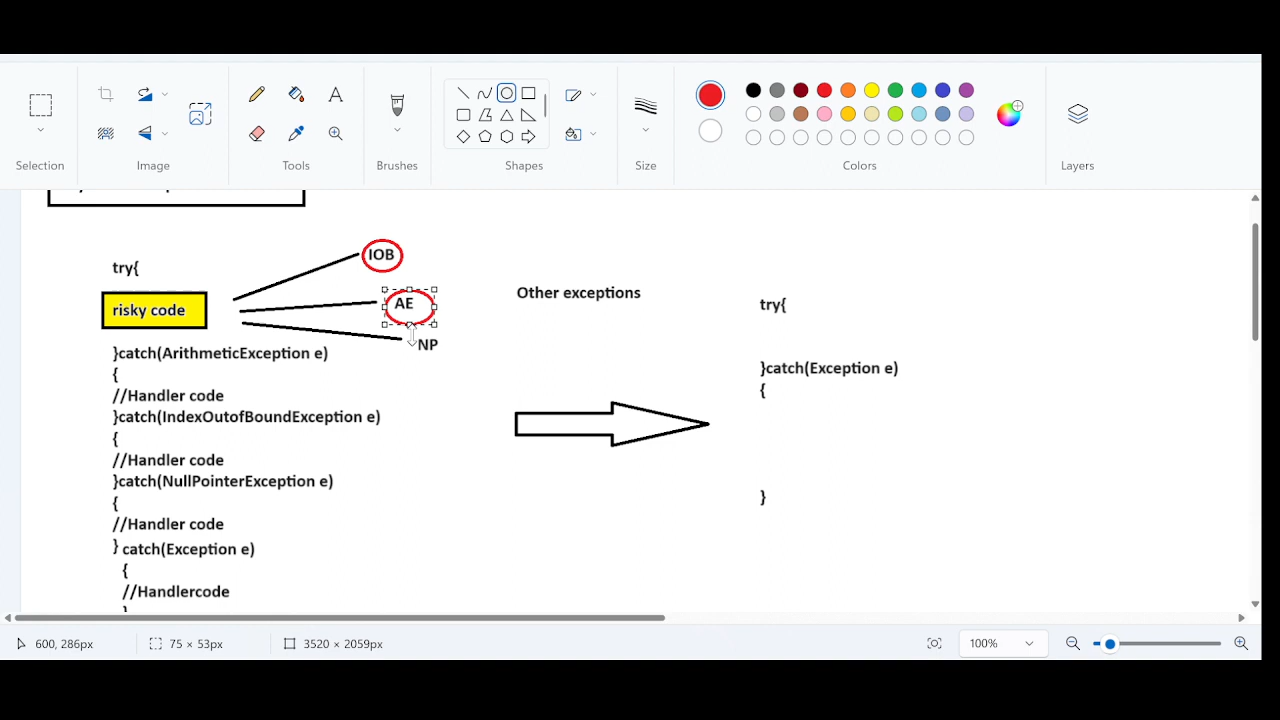 Selection
Image
Tools
Brushes
Shapes
Size
Colors
Layers
try{
IOB
risky code
AE
NP
}catch(ArithmeticException e)
{
//Handler code
}catch(IndexOutofBoundException e)
{
//Handler code
}catch(NullPointerException e)
{
//Handler code
}
catch(Exception e)
{
//Handlercode
}
Other exceptions
try{
}catch(Exception e)
{
}
600, 286px
75 × 53px
3520 × 2059px
100%